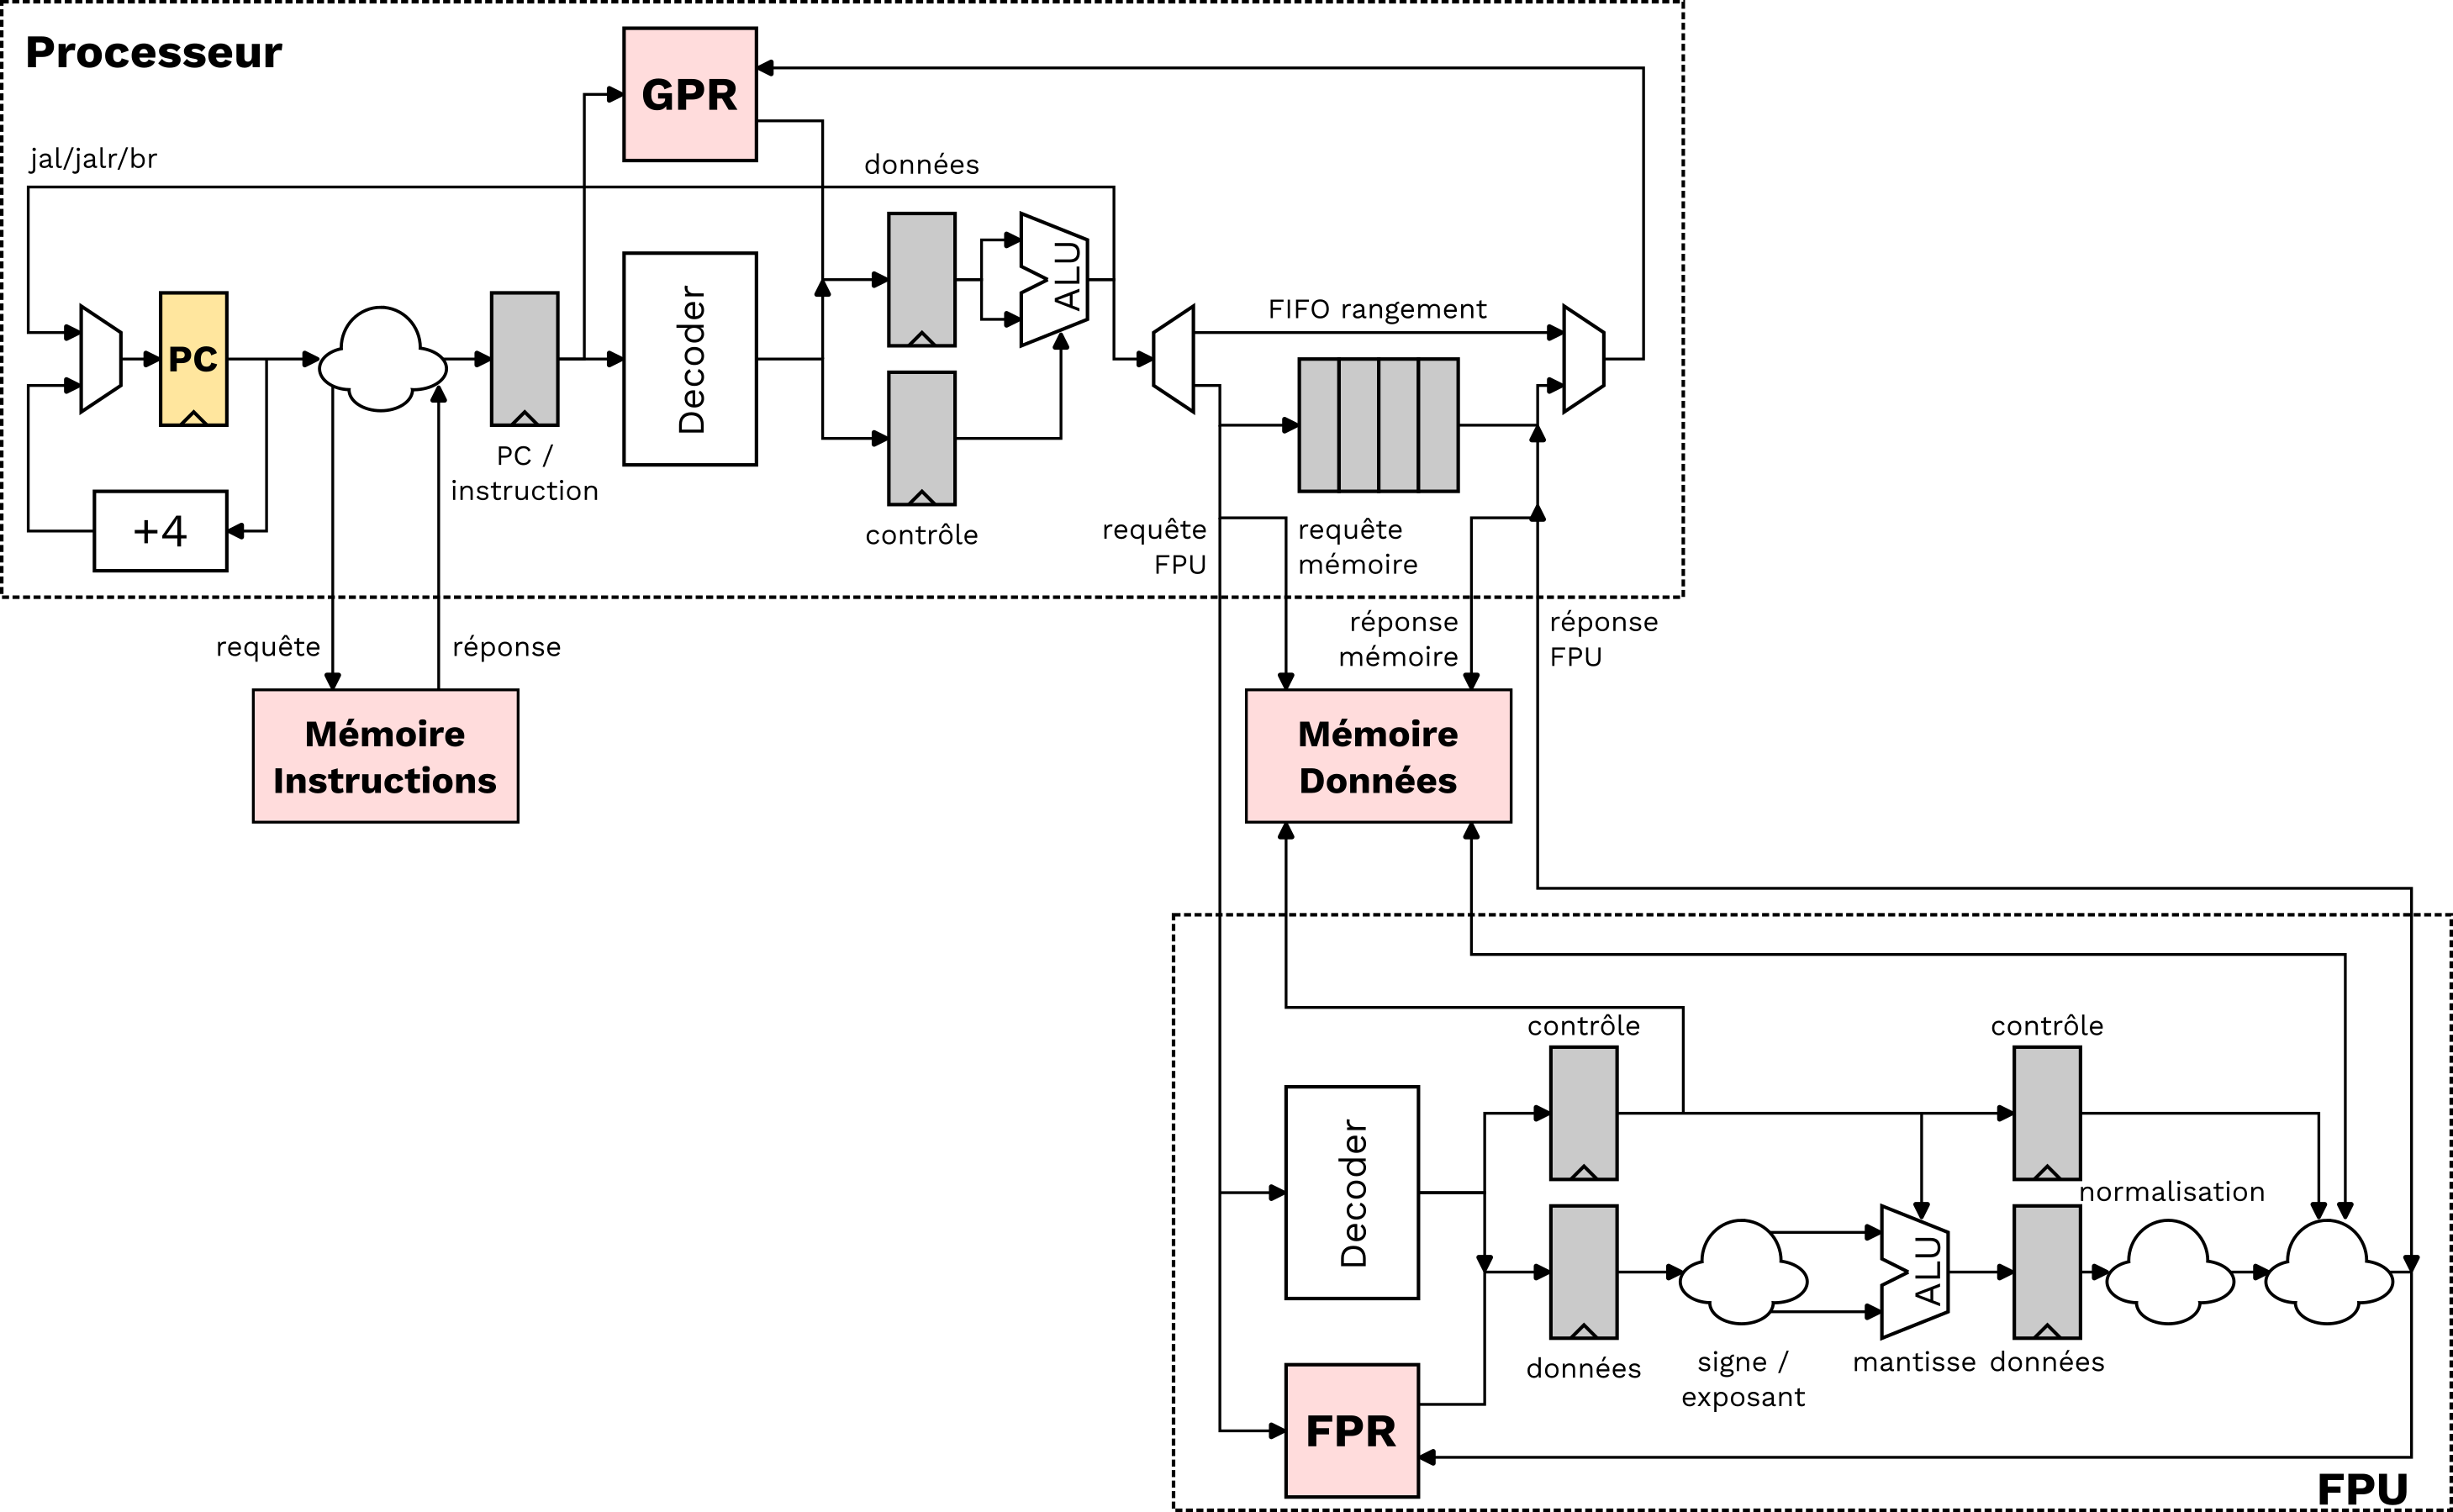 Processeur
GPR
jal/jalr/br
données
PC
Decoder
ALU
FIFO rangement
PC /
instruction
+4
contrôle
requête
FPU
requête
mémoire
requête
réponse
réponse
mémoire
réponse
FPU
Mémoire
Instructions
Mémoire
Données
contrôle
contrôle
Decoder
normalisation
ALU
données
signe /
exposant
mantisse
données
FPR
FPU